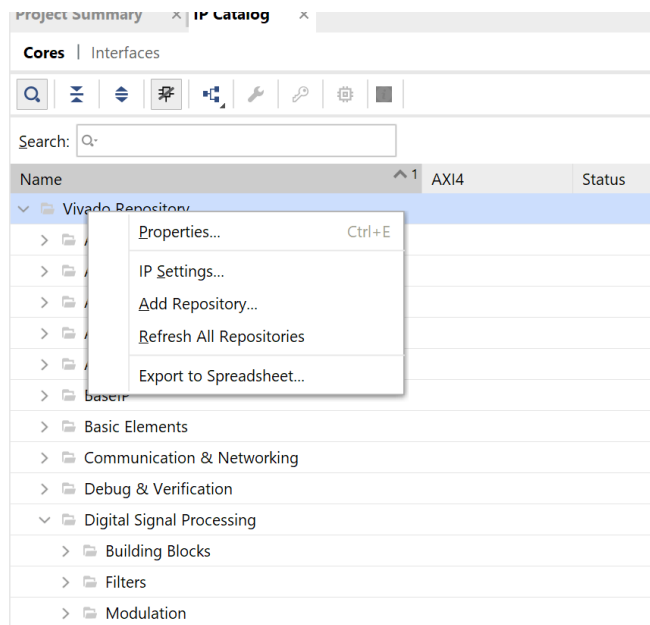 Project Summary × IP Catalog ×
Cores | Interfaces
Search: Q-
Name 1 AXI4 Status
Vivado Repository
Properties... Ctrl+E
IP Settings...
Add Repository...
Refresh All Repositories
Export to Spreadsheet...
BaseIP
Basic Elements
Communication & Networking
Debug & Verification
Digital Signal Processing
Building Blocks
Filters
Modulation